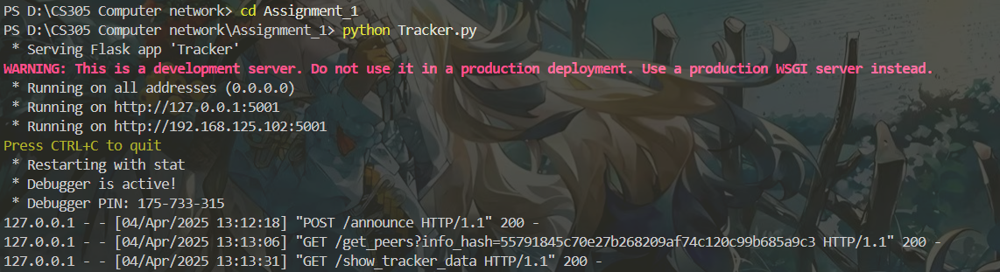 PS D:\CS305 Computer network> cd Assignment_1
PS D:\CS305 Computer network\Assignment_1> python Tracker.py
 * Serving Flask app 'Tracker'
WARNING: This is a development server. Do not use it in a production deployment. Use a production WSGI server instead.
 * Running on all addresses (0.0.0.0)
 * Running on http://127.0.0.1:5001
 * Running on http://192.168.125.102:5001
Press CTRL+C to quit
 * Restarting with stat
 * Debugger is active!
 * Debugger PIN: 175-733-315
127.0.0.1 - - [04/Apr/2025 13:12:18] "POST /announce HTTP/1.1" 200 -
127.0.0.1 - - [04/Apr/2025 13:13:06] "GET /get_peers?info_hash=55791845c70e27b268209af74c120c99b685a9c3 HTTP/1.1" 200 -
127.0.0.1 - - [04/Apr/2025 13:13:31] "GET /show_tracker_data HTTP/1.1" 200 -